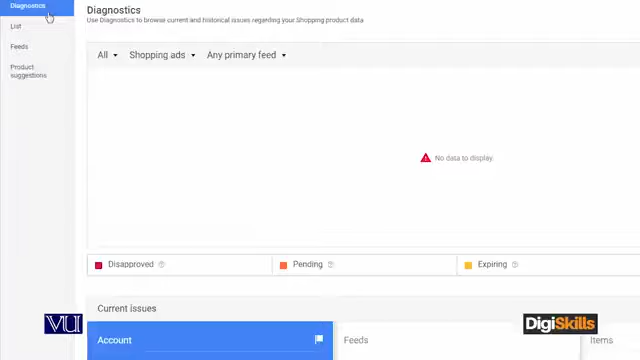 Diagnostics
List
Feeds
Product
suggestions
Diagnostics
Use Diagnostics to browse current and historical issues regarding your Shopping product data
All Shopping ads Any primary feed
No data to display.
Disapproved Pending Expiring
Current issues
Account Feeds Items
VU
DigiSkills